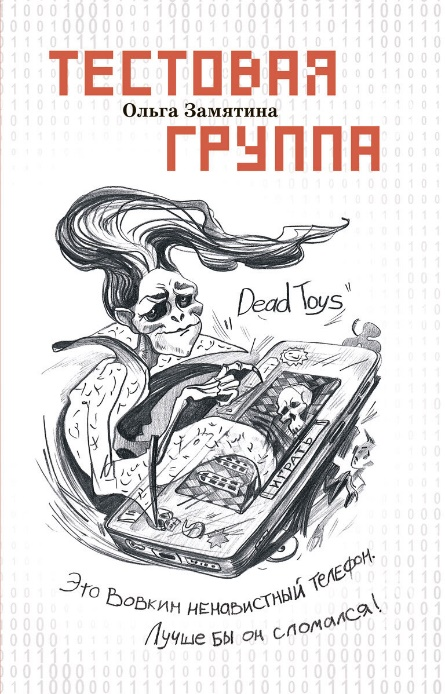 ТЕСТОВАЯ
Ольга Замятина
ГРУППА
"Dead Toys"
ИГРАТЬ
Это Вовкин ненавистный телефон.
Лучше бы он сломался!